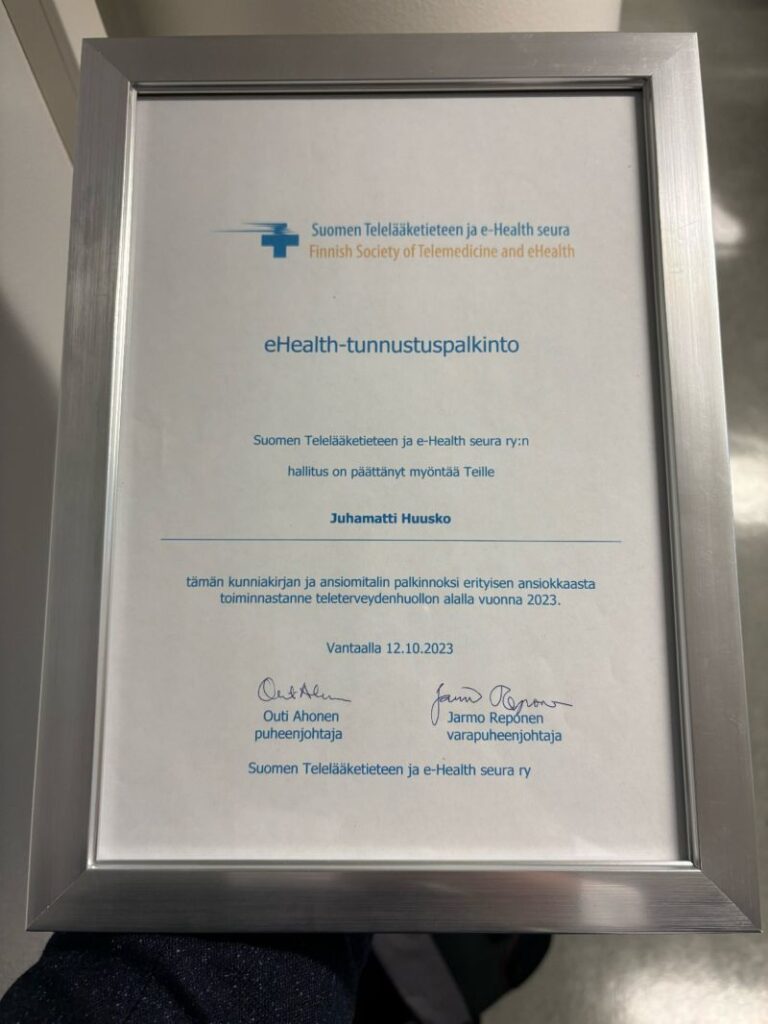 Suomen Telelääketieteen ja e-Health seura
Finnish Society of Telemedicine and eHealth
eHealth-tunnustuspalkinto
Suomen Telelääketieteen ja e-Health seura ry:n
hallitus on päättänyt myöntää Teille
Juhamatti Huusko
tämän kunniakirjan ja ansiomitalin palkinnoksi erityisen ansiokkaasta
toiminnastanne teleterveydenhuollon alalla vuonna 2023.
Vantaalla 12.10.2023
Outi Ahonen Jarmo Reponen
puheenjohtaja varapuheenjohtaja
Suomen Telelääketieteen ja e-Health seura ry